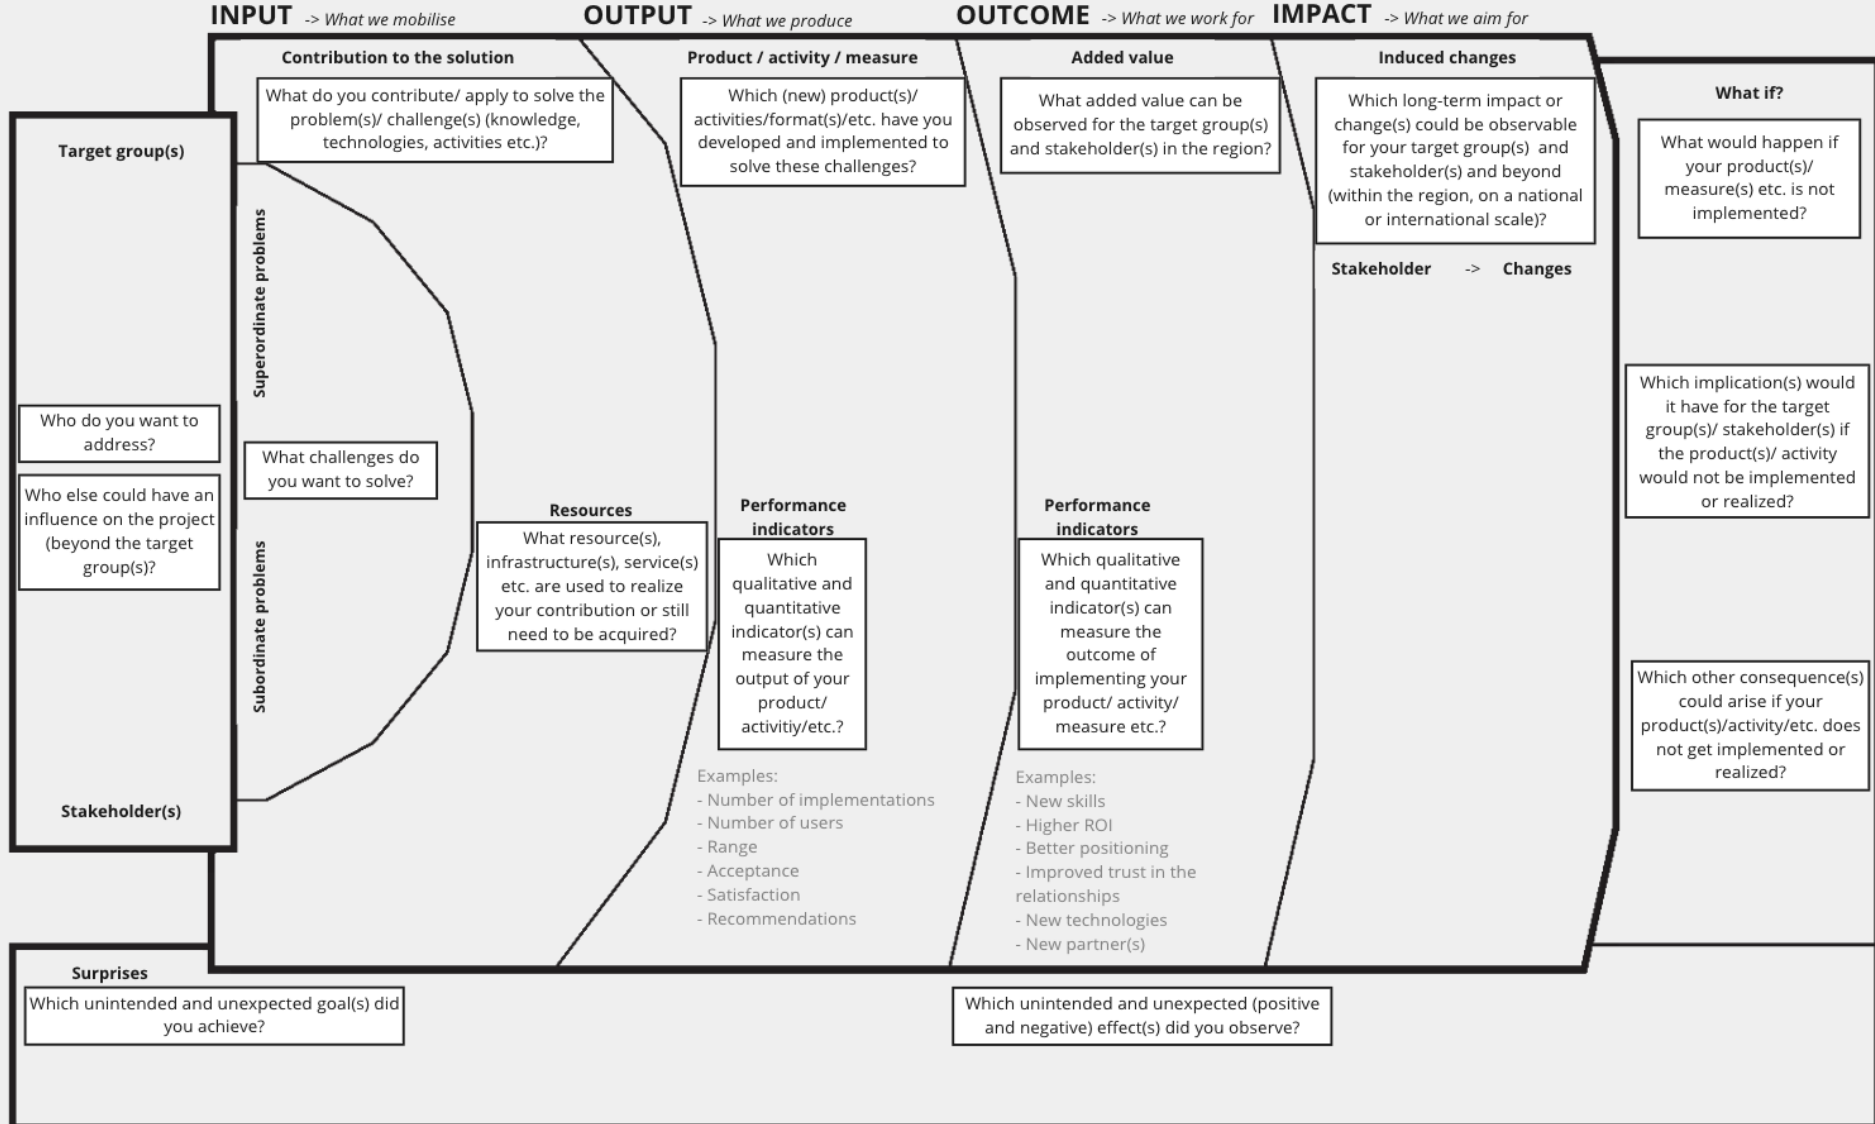 INPUT -> What we mobilise
OUTPUT -> What we produce
OUTCOME -> What we work for
IMPACT -> What we aim for
Target group(s)
Who do you want to
address?
Who else could have an
influence on the project
(beyond the target
group(s)?
Stakeholder(s)
Superordinate problems
What challenges do
you want to solve?
Subordinate problems
Contribution to the solution
What do you contribute/ apply to solve the
problem(s)/ challenge(s) (knowledge,
technologies, activities etc.)?
Resources
What resource(s),
infrastructure(s), service(s)
etc. are used to realize
your contribution or still
need to be acquired?
Product / activity / measure
Which (new) product(s)/
activities/format(s)/etc. have you
developed and implemented to
solve these challenges?
Performance
indicators
Which
qualitative and
quantitative
indicator(s) can
measure the
output of your
product/
activitiy/etc.?
Examples:
- Number of implementations
- Number of users
- Range
- Acceptance
- Satisfaction
- Recommendations
Added value
What added value can be
observed for the target group(s)
and stakeholder(s) in the region?
Performance
indicators
Which qualitative
and quantitative
indicator(s) can
measure the
outcome of
implementing your
product/ activity/
measure etc.?
Examples:
- New skills
- Higher ROI
- Better positioning
- Improved trust in the
relationships
- New technologies
- New partner(s)
Induced changes
Which long-term impact or
change(s) could be observable
for your target group(s) and
stakeholder(s) and beyond
(within the region, on a national
or international scale)?
Stakeholder -> Changes
What if?
What would happen if
your product(s)/
measure(s) etc. is not
implemented?
Which implication(s) would
it have for the target
group(s)/ stakeholder(s) if
the product(s)/ activity
would not be implemented
or realized?
Which other consequence(s)
could arise if your
product(s)/activity/etc. does
not get implemented or
realized?
Surprises
Which unintended and unexpected goal(s) did
you achieve?
Which unintended and unexpected (positive
and negative) effect(s) did you observe?